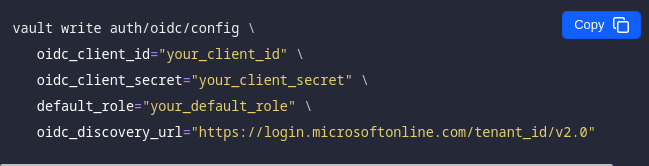 Copy
vault write auth/oidc/config \
oidc_client_id="your_client_id" \
oidc_client_secret="your_client_secret" \
default_role="your_default_role" \
oidc_discovery_url="https://login.microsoftonline.com/tenant_id/v2.0"